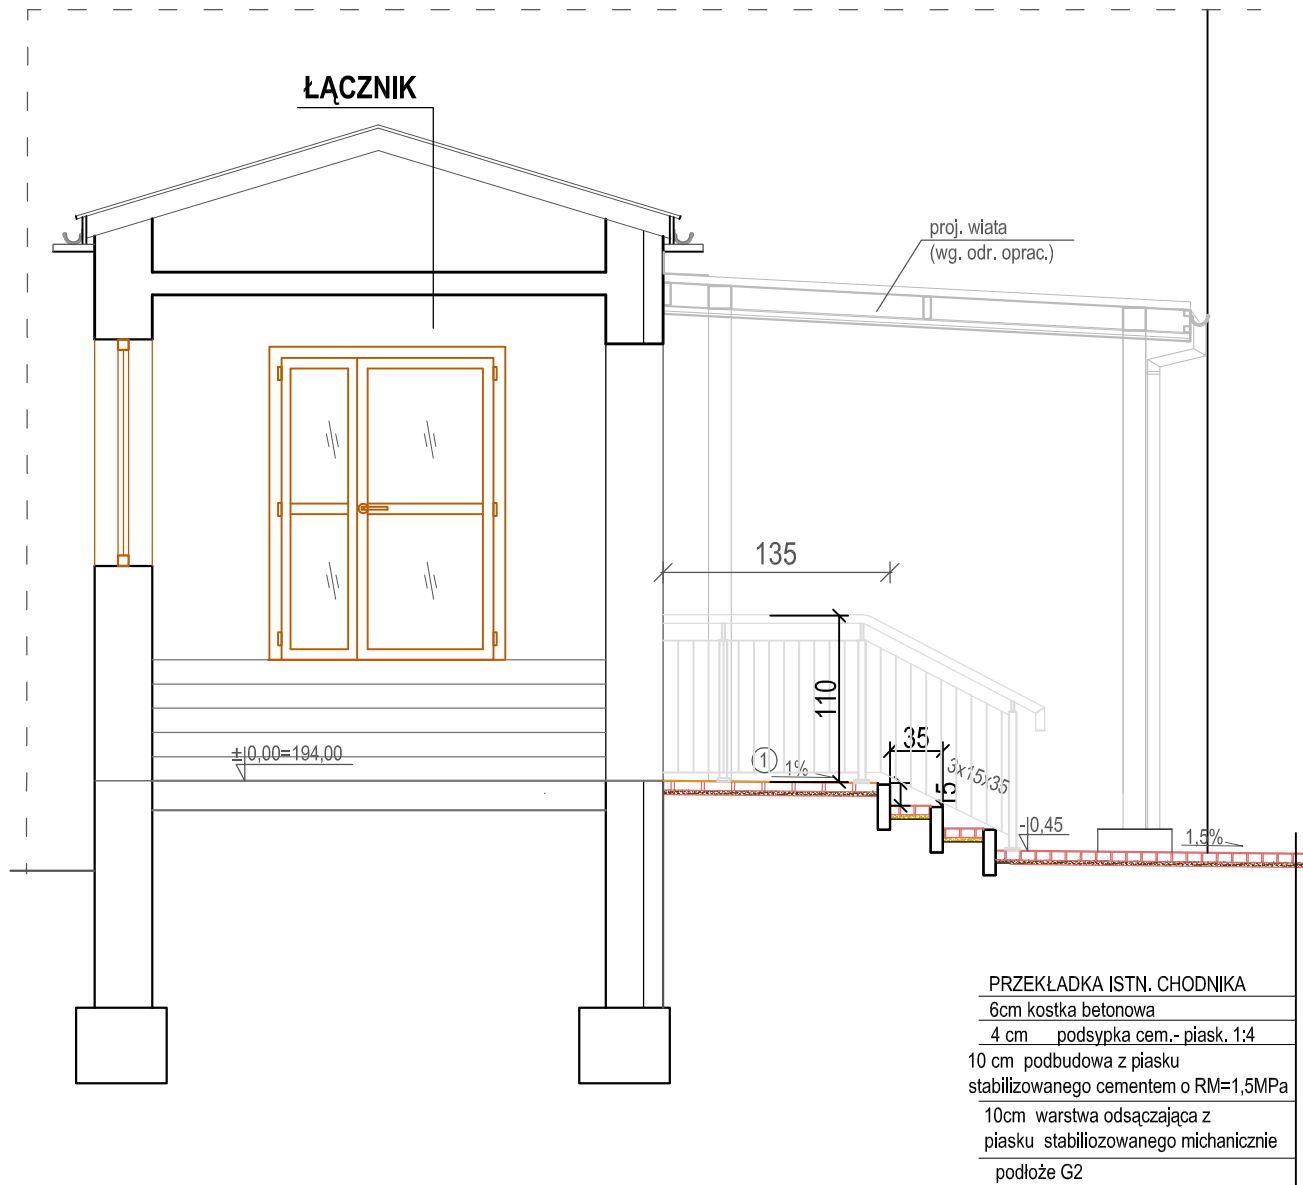 ŁĄCZNIK
proj. wiata
(wg. odr. oprac.)
135
110
35
3x15x35
15
±0,00=194,00
1
1%
-0,45
1,5%
PRZEKŁADKA ISTN. CHODNIKA
6cm kostka betonowa
4 cm podsypka cem.- piask. 1:4
10 cm podbudowa z piasku
stabilizowanego cementem o RM=1,5MPa
10cm warstwa odsączająca z
piasku stabiliozowanego michanicznie
podłoże G2